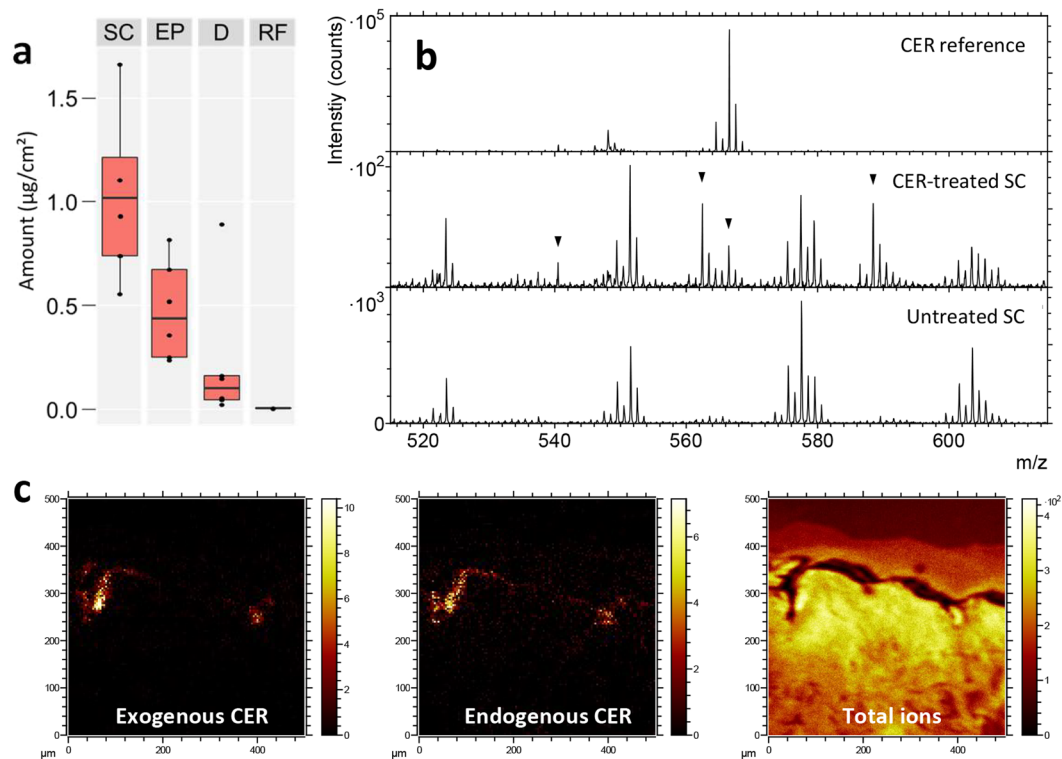 a
SC EP D RF
Amount (µg/cm²)
1.5
1.0
0.5
0.0
b
Intenstiy (counts)
·10⁵
CER reference
·10²
CER-treated SC
·10³
Untreated SC
0
520 540 560 580 600
m/z
c
500
400
300
200
100
0
µm 0 200 400
Exogenous CER
10
8
6
4
2
0
500
400
300
200
100
0
µm 0 200 400
Endogenous CER
6
4
2
0
500
400
300
200
100
0
µm 0 200 400
Total ions
·10²
4
3
2
1
0